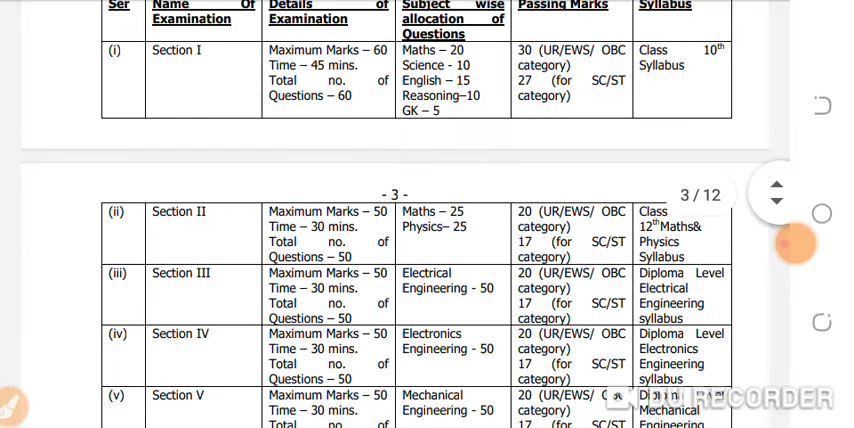 Ser
Name Of
Examination
Details of
Examination
Subject wise
allocation of
Questions
Passing Marks
Syllabus
(i)
Section I
Maximum Marks – 60
Time – 45 mins.
Total no. of
Questions – 60
Maths – 20
Science - 10
English – 15
Reasoning–10
GK – 5
30 (UR/EWS/ OBC
category)
27 (for SC/ST
category)
Class 10th
Syllabus
- 3 -
3 / 12
(ii)
Section II
Maximum Marks – 50
Time – 30 mins.
Total no. of
Questions – 50
Maths – 25
Physics– 25
20 (UR/EWS/ OBC
category)
17 (for SC/ST
category)
Class
12thMaths&
Physics
Syllabus
(iii)
Section III
Maximum Marks – 50
Time – 30 mins.
Total no. of
Questions – 50
Electrical
Engineering - 50
20 (UR/EWS/ OBC
category)
17 (for SC/ST
category)
Diploma Level
Electrical
Engineering
syllabus
(iv)
Section IV
Maximum Marks – 50
Time – 30 mins.
Total no. of
Questions – 50
Electronics
Engineering - 50
20 (UR/EWS/ OBC
category)
17 (for SC/ST
category)
Diploma Level
Electronics
Engineering
syllabus
(v)
Section V
Maximum Marks – 50
Time – 30 mins.
Total no. of
Mechanical
Engineering - 50
20 (UR/EWS/
category)
17 (for SC/ST
Mechanical
Engineering
DU RECORDER